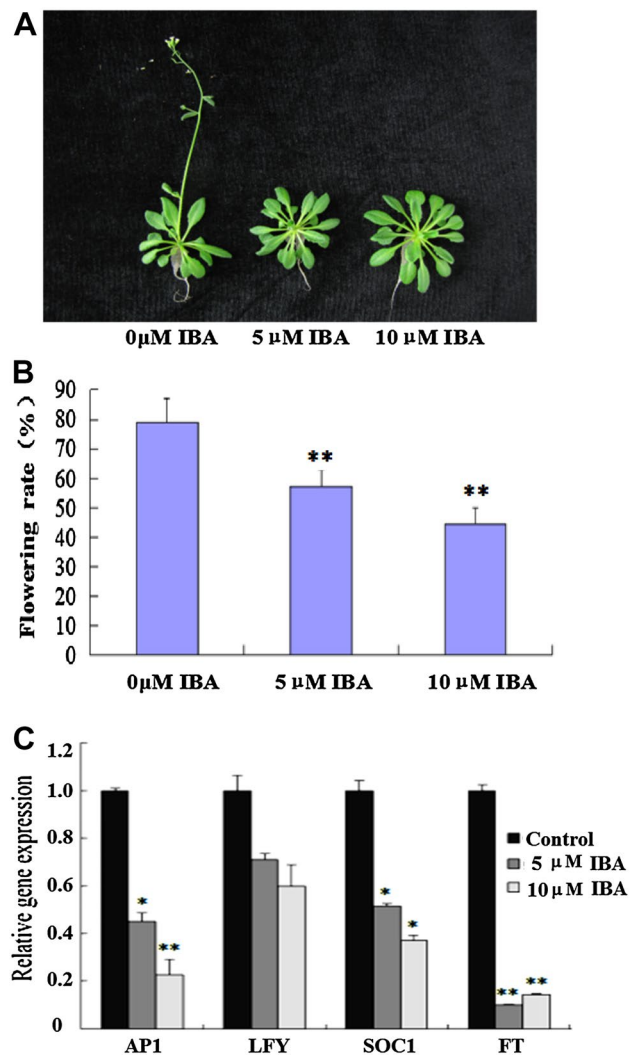 A
0μM IBA 5 μM IBA 10 μM IBA
B
Flowering rate (%)
90
80
70
60
50
40
30
20
10
0
**
**
0μM IBA 5 μM IBA 10 μM IBA
C
Relative gene expression
1.2
1.0
0.8
0.6
0.4
0.2
0
* ** * * ** **
Control
5 μM IBA
10μM IBA
AP1 LFY SOC1 FT